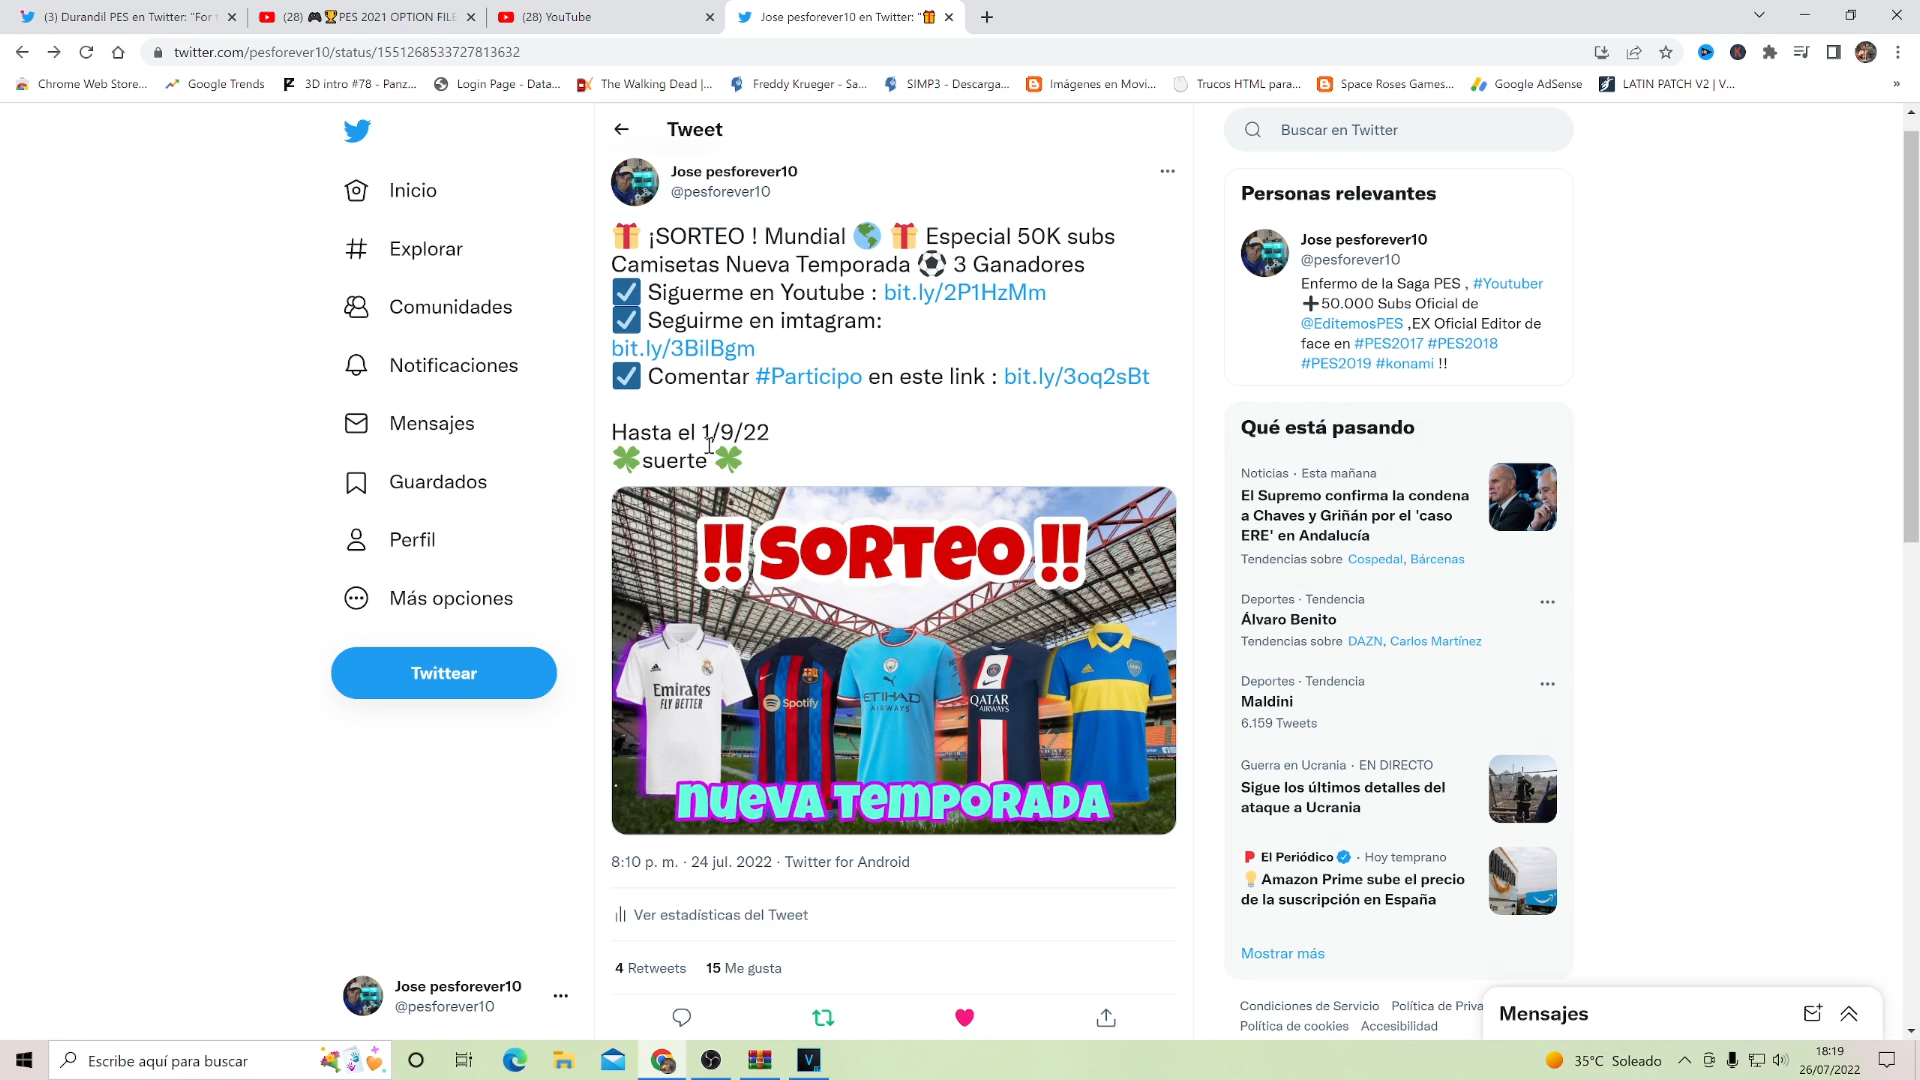 (3) Durandil PES en Twitter: "For t
(28) 🎮🏆PES 2021 OPTION FILE
(28) YouTube
Jose pesforever10 en Twitter: "🎁
twitter.com/pesforever10/status/1551268533727813632
Chrome Web Store...
Google Trends
3D intro #78 - Panz...
Login Page - Data...
The Walking Dead |...
Freddy Krueger - Sa...
SIMP3 - Descarga...
Imágenes en Movi...
Trucos HTML para...
Space Roses Games...
Google AdSense
LATIN PATCH V2 | V...
Inicio
Explorar
Comunidades
Notificaciones
Mensajes
Guardados
Perfil
Más opciones
Twittear
Jose pesforever10
@pesforever10
Tweet
Jose pesforever10
@pesforever10
🎁 ¡SORTEO ! Mundial 🌎 🎁 Especial 50K subs
Camisetas Nueva Temporada ⚽ 3 Ganadores
☑ Siguerme en Youtube : bit.ly/2P1HzMm
☑ Seguirme en imtagram:
bit.ly/3BilBgm
☑ Comentar #Participo en este link : bit.ly/3oq2sBt
Hasta el 1/9/22
🍀suerte 🍀
!! SORTEO !!
Emirates
FLY BETTER
Spotify
ETIHAD
AIRWAYS
QATAR
AIRWAYS
NUEVA TEMPORADA
8:10 p. m. · 24 jul. 2022 · Twitter for Android
Ver estadísticas del Tweet
4 Retweets 15 Me gusta
Buscar en Twitter
Personas relevantes
Jose pesforever10
@pesforever10
Enfermo de la Saga PES , #Youtuber
➕50.000 Subs Oficial de
@EditemosPES ,EX Oficial Editor de
face en #PES2017 #PES2018
#PES2019 #konami !!
Qué está pasando
Noticias · Esta mañana
El Supremo confirma la condena
a Chaves y Griñán por el 'caso
ERE' en Andalucía
Tendencias sobre Cospedal, Bárcenas
Deportes · Tendencia
Álvaro Benito
Tendencias sobre DAZN, Carlos Martínez
Deportes · Tendencia
Maldini
6.159 Tweets
Guerra en Ucrania · EN DIRECTO
Sigue los últimos detalles del
ataque a Ucrania
El Periódico · Hoy temprano
💡 Amazon Prime sube el precio
de la suscripción en España
Mostrar más
Condiciones de Servicio Política de Priva
Política de cookies Accesibilidad
Mensajes
Escribe aquí para buscar
35°C Soleado
18:19
26/07/2022